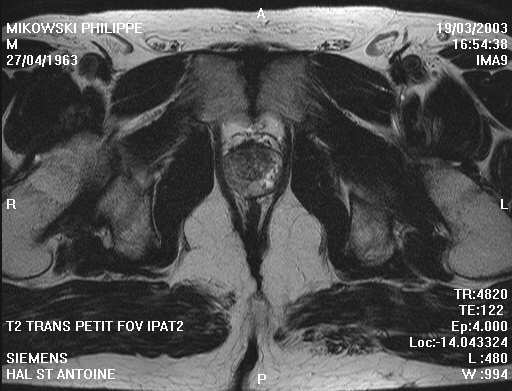 A
MIKOWSKI PHILIPPE
M
27/04/1963
19/03/2003
16:54:38
IMA9
R
L
T2 TRANS PETIT FOV IPAT2
SIEMENS
HAL ST ANTOINE
P
TR:4820
TE:122
Ep:4.000
Loc:-14.043324
L :480
W :994